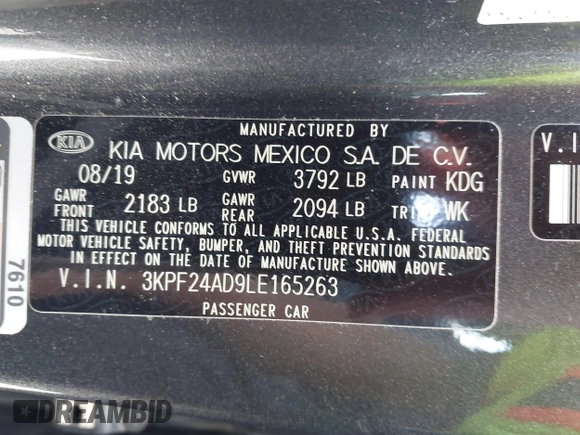 MANUFACTURED BY
KIA KIA MOTORS MEXICO S.A. DE C.V.
08/19 GVWR 3792 LB PAINT KDG
GAWR FRONT 2183 LB GAWR REAR 2094 LB WK
THIS VEHICLE CONFORMS TO ALL APPLICABLE U.S.A. FEDERAL
MOTOR VEHICLE SAFETY, BUMPER, AND THEFT PREVENTION STANDARDS
IN EFFECT ON THE DATE OF MANUFACTURE SHOWN ABOVE.
V.I.N. 3KPF24AD9LE165263
PASSENGER CAR
7610
V.I
DREAMBID